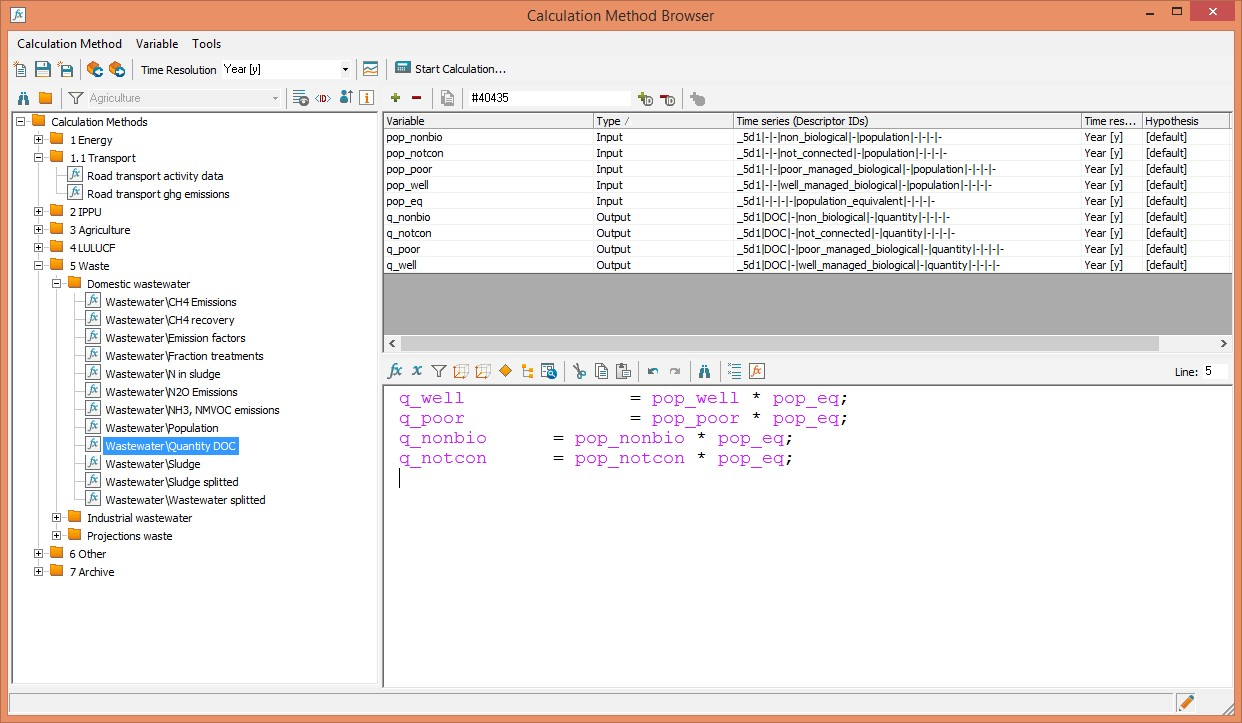 Calculation Method Browser
Calculation Method Variable Tools
Time Resolution Year [y] Start Calculation...
Agriculture <ID> #40435
Calculation Methods
1 Energy
1.1 Transport
Road transport activity data
Road transport ghg emissions
2 IPPU
3 Agriculture
4 LULUCF
5 Waste
Domestic wastewater
Wastewater\CH4 Emissions
Wastewater\CH4 recovery
Wastewater\Emission factors
Wastewater\Fraction treatments
Wastewater\N in sludge
Wastewater\N2O Emissions
Wastewater\NH3, NMVOC emissions
Wastewater\Population
Wastewater\Quantity DOC
Wastewater\Sludge
Wastewater\Sludge splitted
Wastewater\Wastewater splitted
Industrial wastewater
Projections waste
6 Other
7 Archive
Variable Type Time series (Descriptor IDs) Time res... Hypothesis
pop_nonbio Input _5d1|-|-|non_biological|-|population|-|-|-|- Year [y] [default]
pop_notcon Input _5d1|-|-|not_connected|-|population|-|-|-|- Year [y] [default]
pop_poor Input _5d1|-|-|poor_managed_biological|-|population|-|-|-|- Year [y] [default]
pop_well Input _5d1|-|-|well_managed_biological|-|population|-|-|-|- Year [y] [default]
pop_eq Input _5d1|-|-|-|-|population_equivalent|-|-|-|- Year [y] [default]
q_nonbio Output _5d1|DOC|-|non_biological|-|quantity|-|-|-|- Year [y] [default]
q_notcon Output _5d1|DOC|-|not_connected|-|quantity|-|-|-|- Year [y] [default]
q_poor Output _5d1|DOC|-|poor_managed_biological|-|quantity|-|-|-|- Year [y] [default]
q_well Output _5d1|DOC|-|well_managed_biological|-|quantity|-|-|-|- Year [y] [default]
Line: 5
q_well = pop_well * pop_eq;
q_poor = pop_poor * pop_eq;
q_nonbio = pop_nonbio * pop_eq;
q_notcon = pop_notcon * pop_eq;